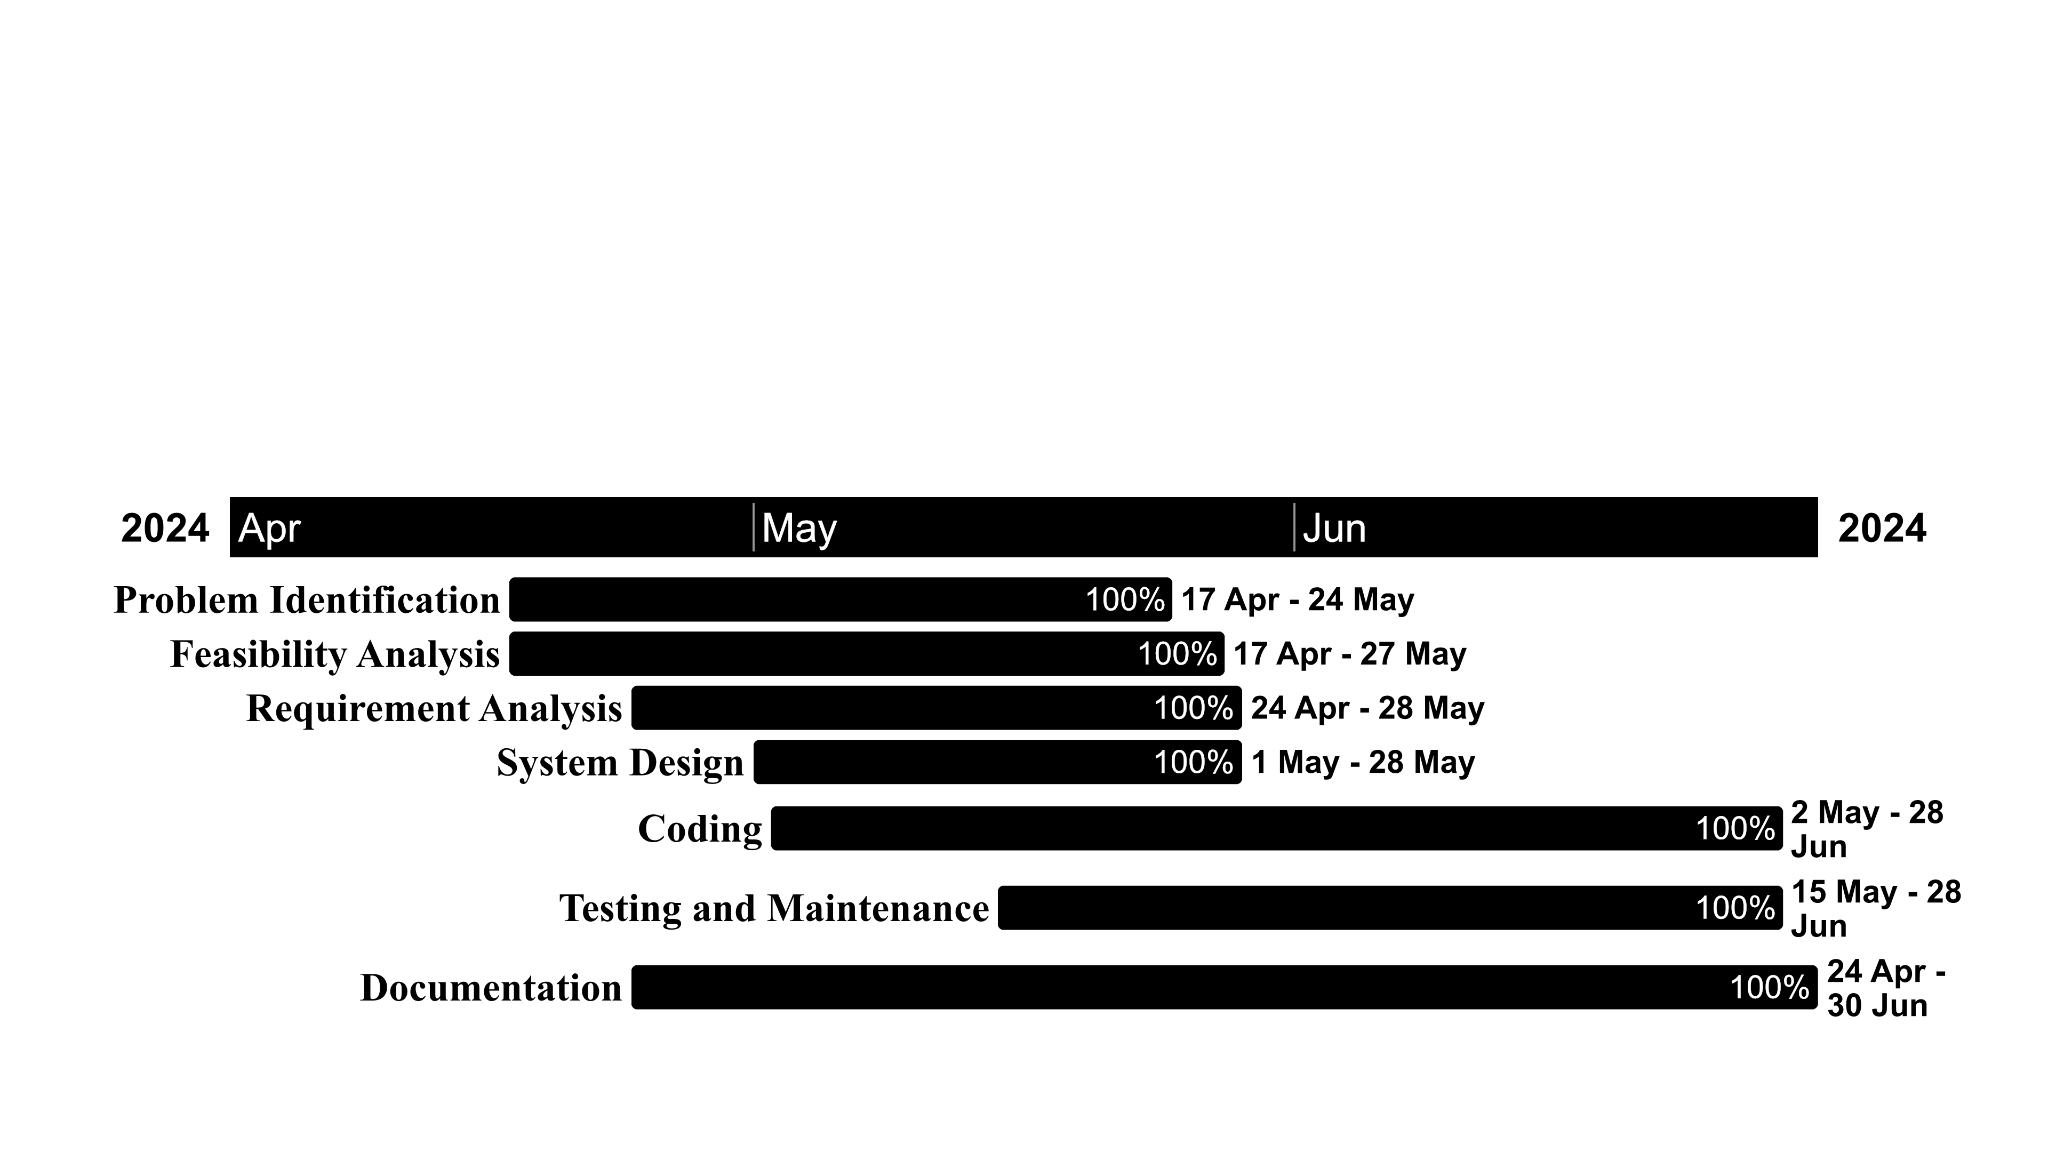 2024 Apr May Jun 2024
Problem Identification 100% 17 Apr - 24 May
Feasibility Analysis 100% 17 Apr - 27 May
Requirement Analysis 100% 24 Apr - 28 May
System Design 100% 1 May - 28 May
Coding 100% 2 May - 28
Jun
Testing and Maintenance 100% 15 May - 28
Jun
Documentation 100% 24 Apr -
30 Jun